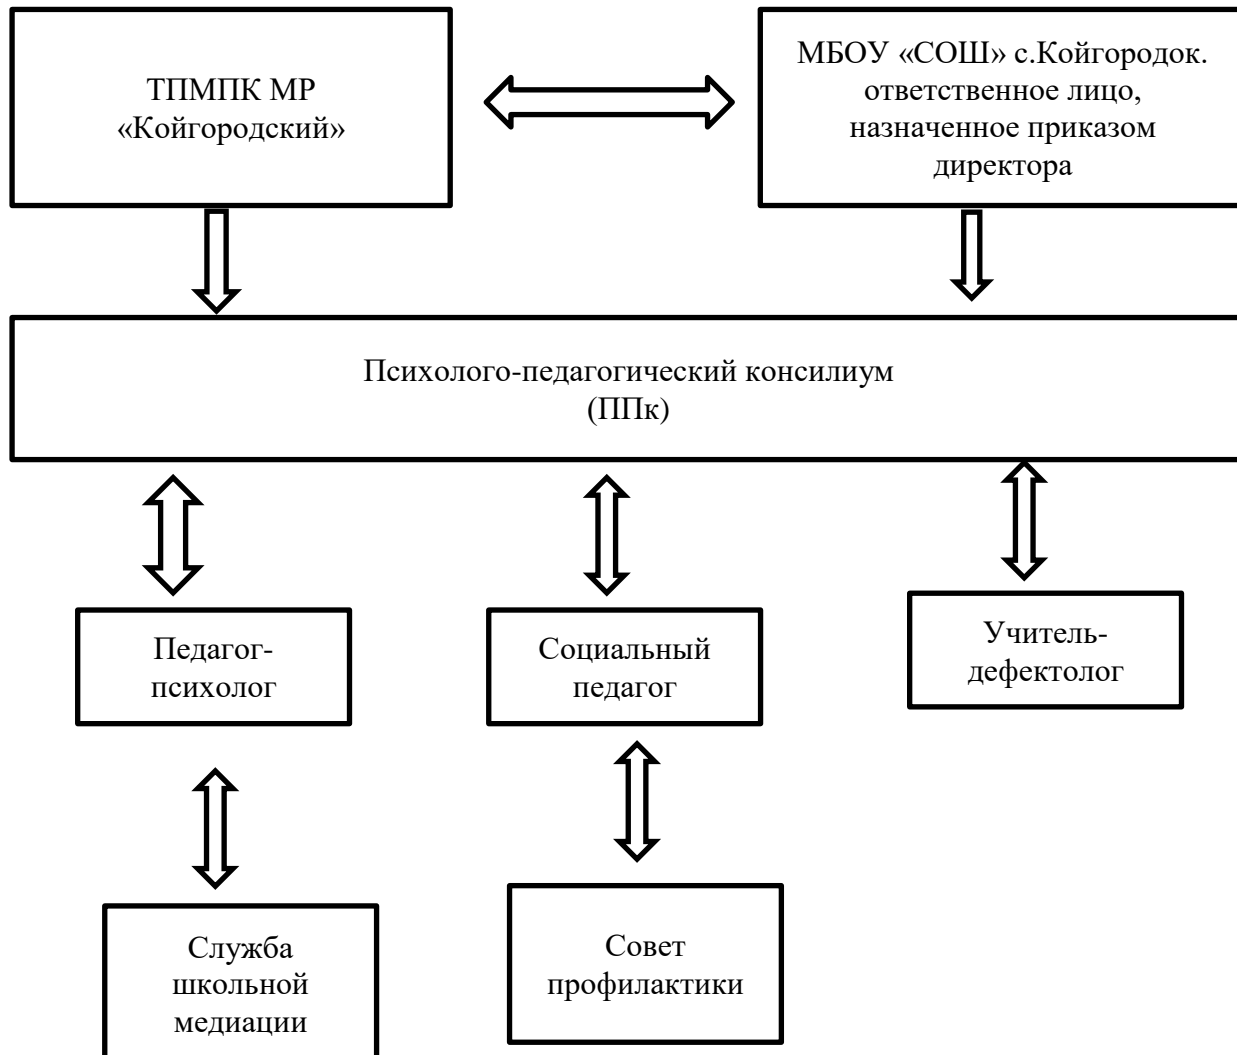 ТПМПК МР
«Койгородский»
МБОУ «СОШ» с.Койгородок.
ответственное лицо,
назначенное приказом
директора
Психолого-педагогический консилиум
(ППк)
Педагог-
психолог
Социальный
педагог
Учитель-
дефектолог
Служба
школьной
медиации
Совет
профилактики